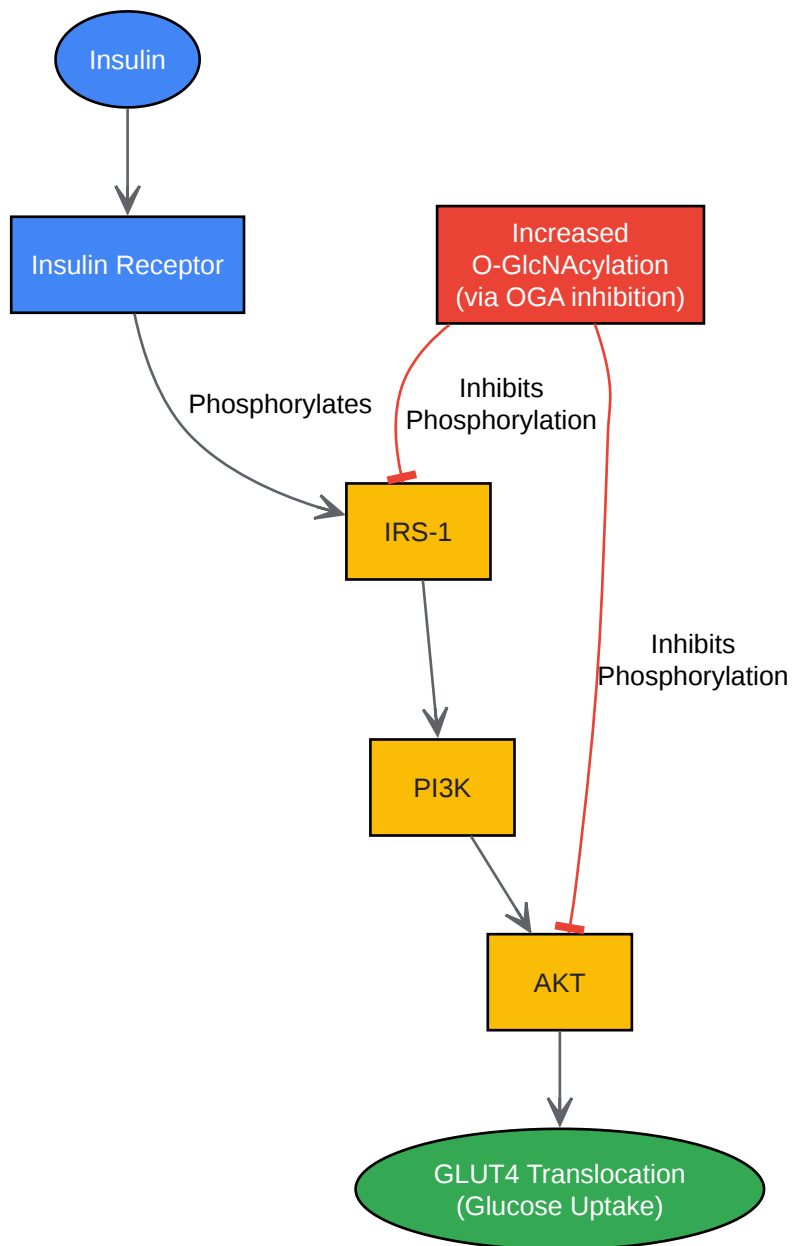 Insulin
Insulin Receptor
Increased
O-GlcNAcylation
(via OGA inhibition)
Phosphorylates
Inhibits
Phosphorylation
IRS-1
Inhibits
Phosphorylation
PI3K
AKT
GLUT4 Translocation
(Glucose Uptake)